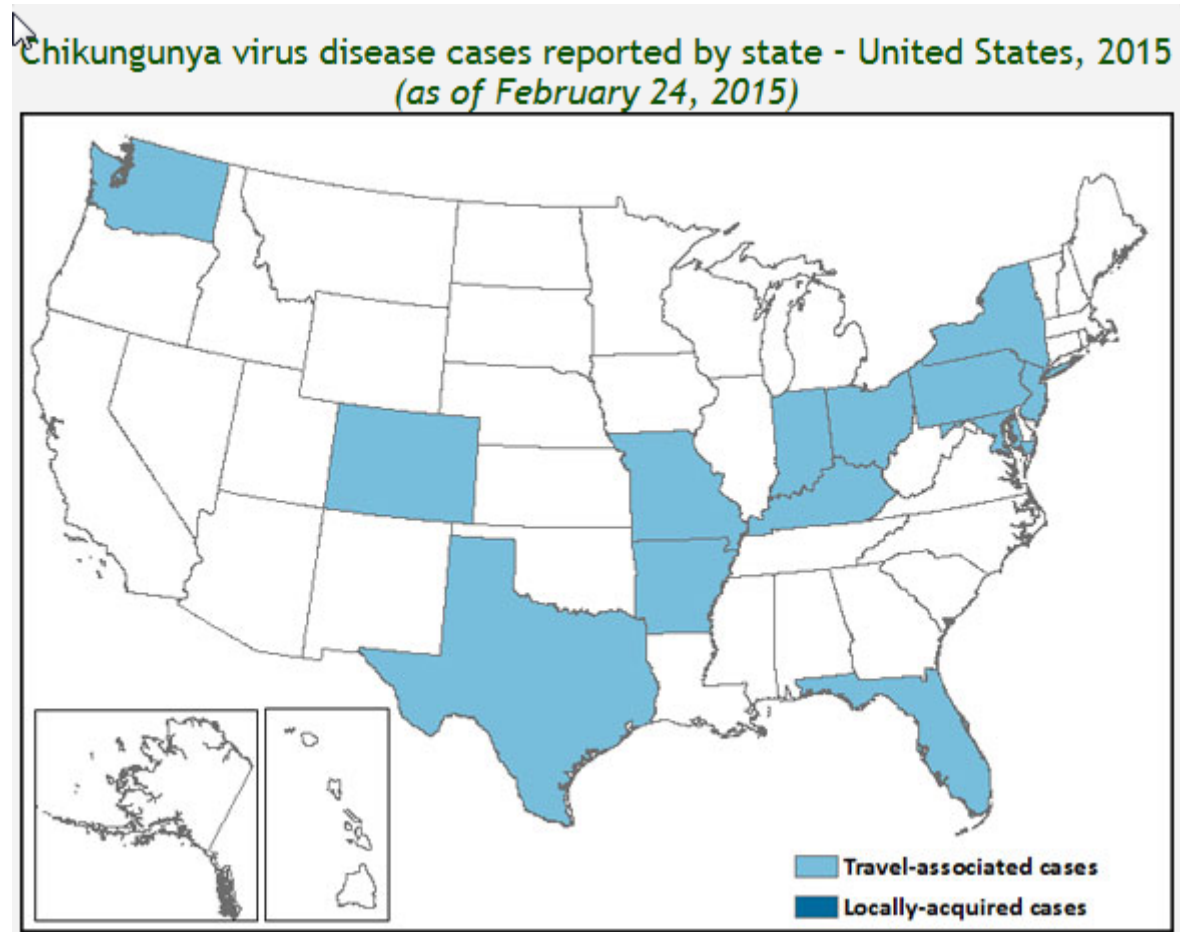 Chikungunya virus disease cases reported by state - United States, 2015
(as of February 24, 2015)
Travel-associated cases
Locally-acquired cases